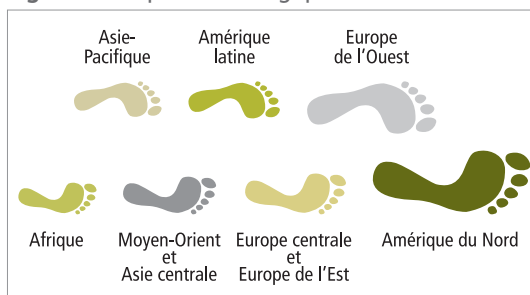 Asie-
Pacifique
Amérique
latine
Europe
de l'Ouest
Afrique
Moyen-Orient
et
Asie centrale
Europe centrale
et
Europe de l'Est
Amérique du Nord